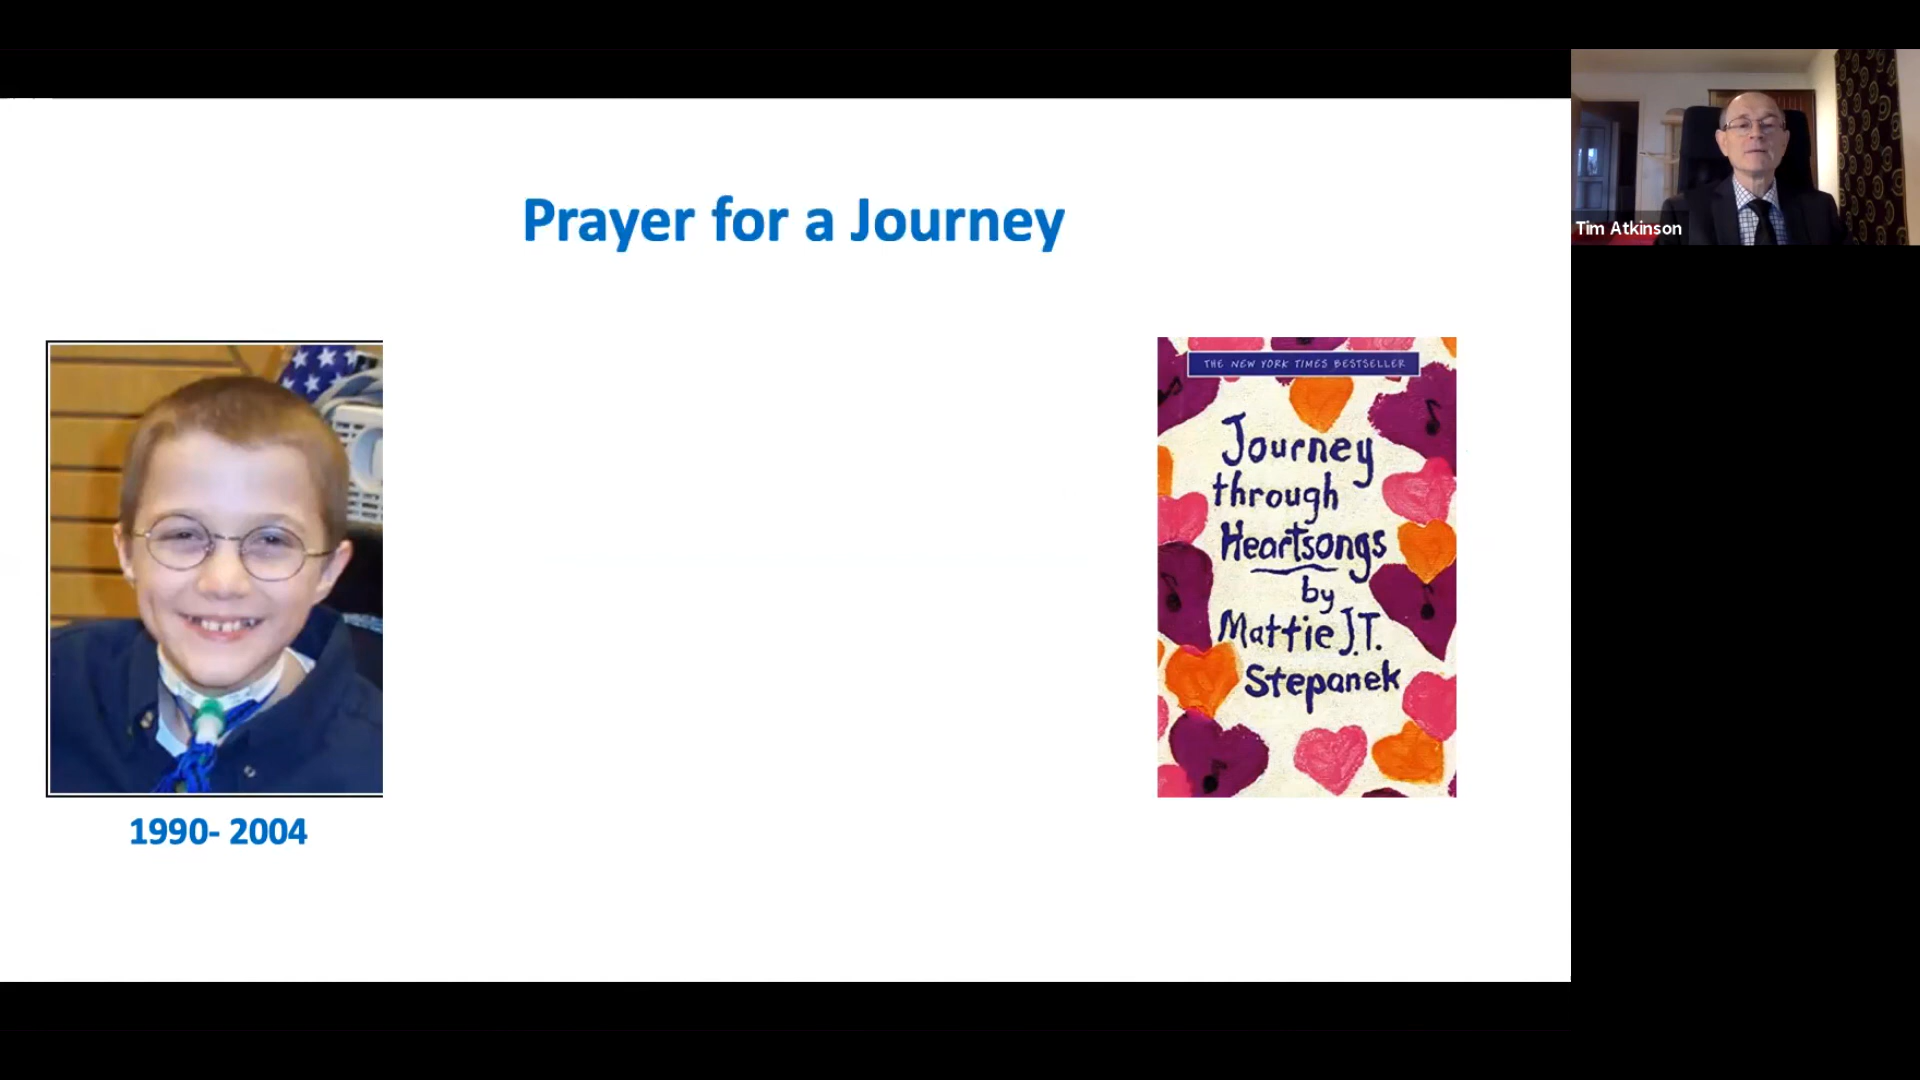 Prayer for a Journey
Tim Atkinson
THE NEW YORK TIMES BESTSELLER
Journey
through
Heartsongs
by
Mattie J.T.
Stepanek
1990- 2004